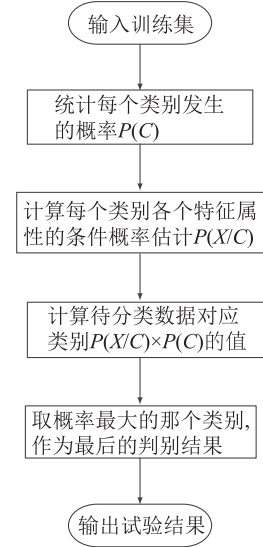 输入训练集
统计每个类别发生
的概率P(C)
计算每个类别各个特征属
性的条件概率估计P(X/C)
计算待分类数据对应
类别P(X/C)×P(C)的值
取概率最大的那个类别,
作为最后的判别结果
输出试验结果